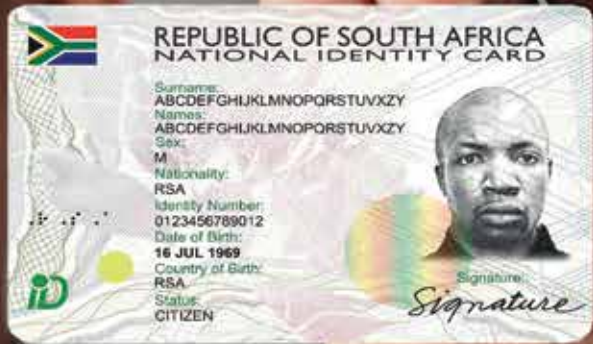 REPUBLIC OF SOUTH AFRICA
NATIONAL IDENTITY CARD
Surname:
ABCDEFGHIJKLMNOPQRSTUVXZY
Names:
ABCDEFGHIJKLMNOPQRSTUVXZY
Sex:
M
Nationality:
RSA
Identity Number:
0123456789012
Date of Birth:
16 JUL 1969
Country of Birth:
RSA
Status:
CITIZEN
Signature:
Signature
iD